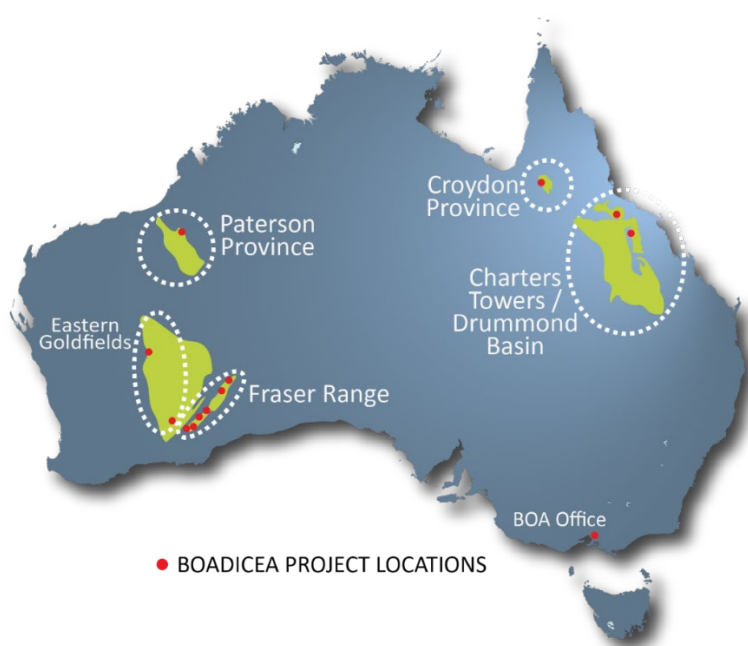 Croydon
Province
Paterson
Province
Charters
Towers /
Drummond
Basin
Eastern
Goldfields
Fraser Range
BOA Office
BOADICEA PROJECT LOCATIONS